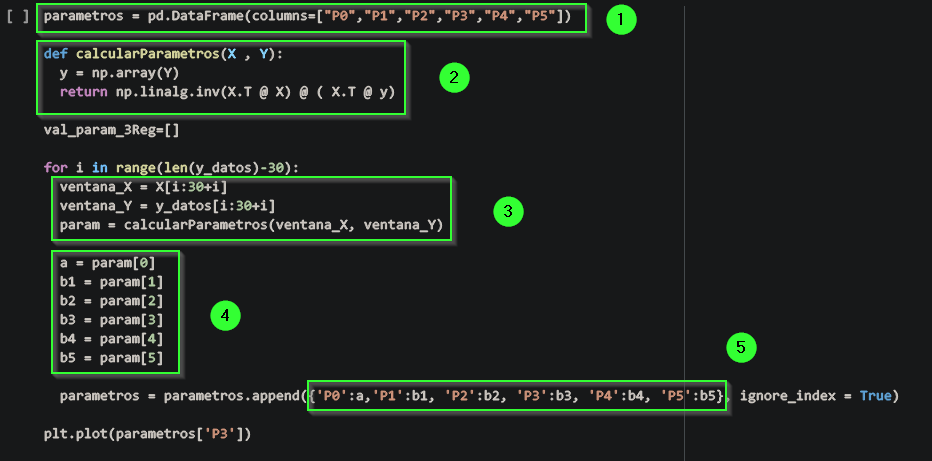 [ ] parametros = pd.DataFrame(columns=["P0","P1","P2","P3","P4","P5"])
1
def calcularParametros(X , Y):
y = np.array(Y)
2
return np.linalg.inv(X.T @ X) @ ( X.T @ y)
val_param_3Reg=[]
for i in range(len(y_datos)-30):
ventana_X = X[i:30+i]
ventana_Y = y_datos[i:30+i]
3
param = calcularParametros(ventana_X, ventana_Y)
a = param[0]
b1 = param[1]
b2 = param[2]
b3 = param[3]
4
b4 = param[4]
b5 = param[5]
5
parametros = parametros.append({'P0':a,'P1':b1, 'P2':b2, 'P3':b3, 'P4':b4, 'P5':b5}, ignore_index = True)
plt.plot(parametros['P3'])